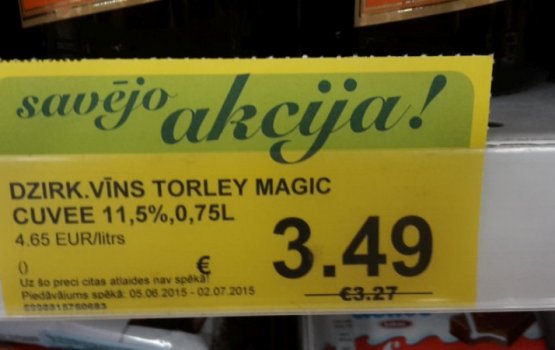 savējo akcija!
DZIRK.VĪNS TORLEY MAGIC
CUVEE 11,5%,0,75L
4.65 EUR/litrs
€ 3.49
()
Uz šo preci citas atlaides nav spēkā!
€3.27
Piedāvājums spēkā: 05.06.2015 - 02.07.2015